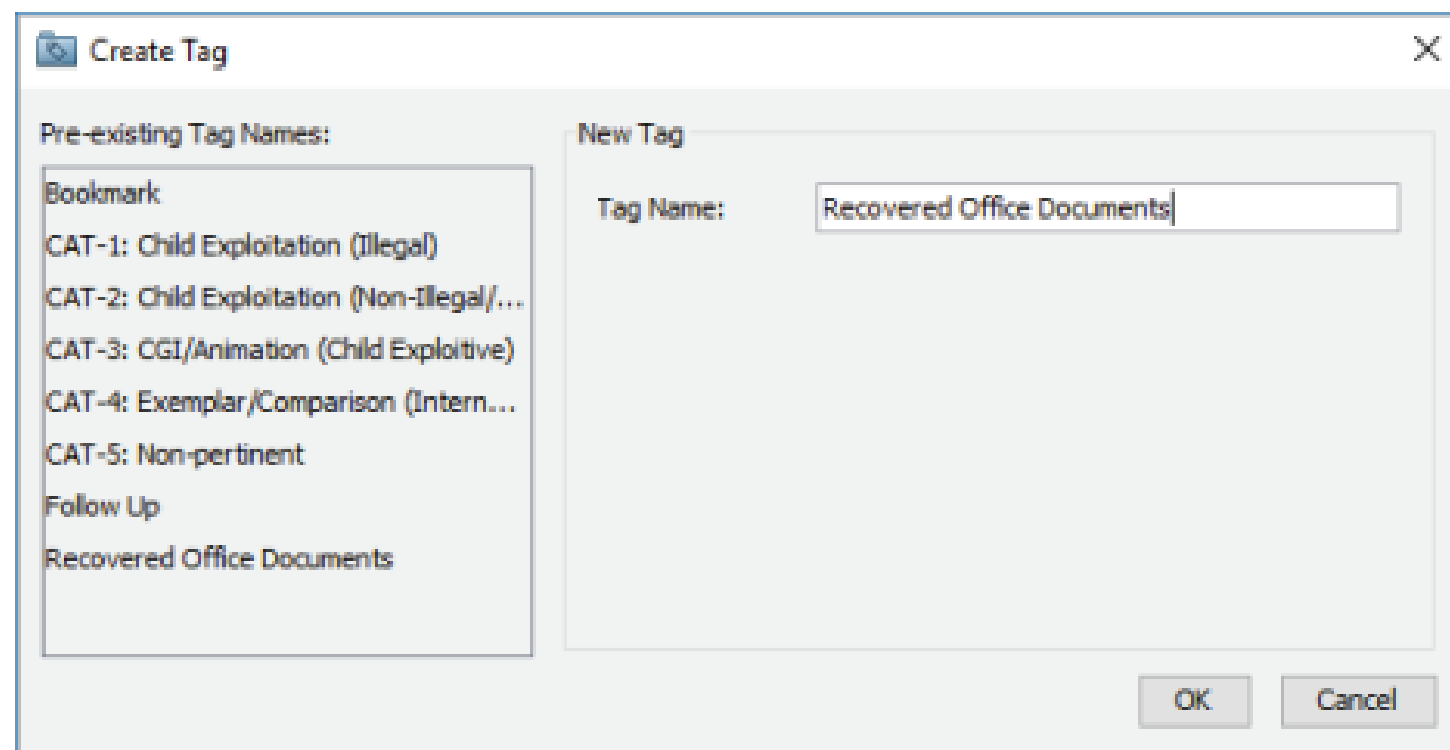 Create Tag
Pre-existing Tag Names:
Bookmark
CAT-1: Child Exploitation (Illegal)
CAT-2: Child Exploitation (Non-Illegal/...
CAT-3: CGI/Animation (Child Exploitive)
CAT-4: Exemplar/Comparison (Intern...
CAT-5: Non-pertinent
Follow Up
Recovered Office Documents
New Tag
Tag Name: Recovered Office Documents
OK Cancel